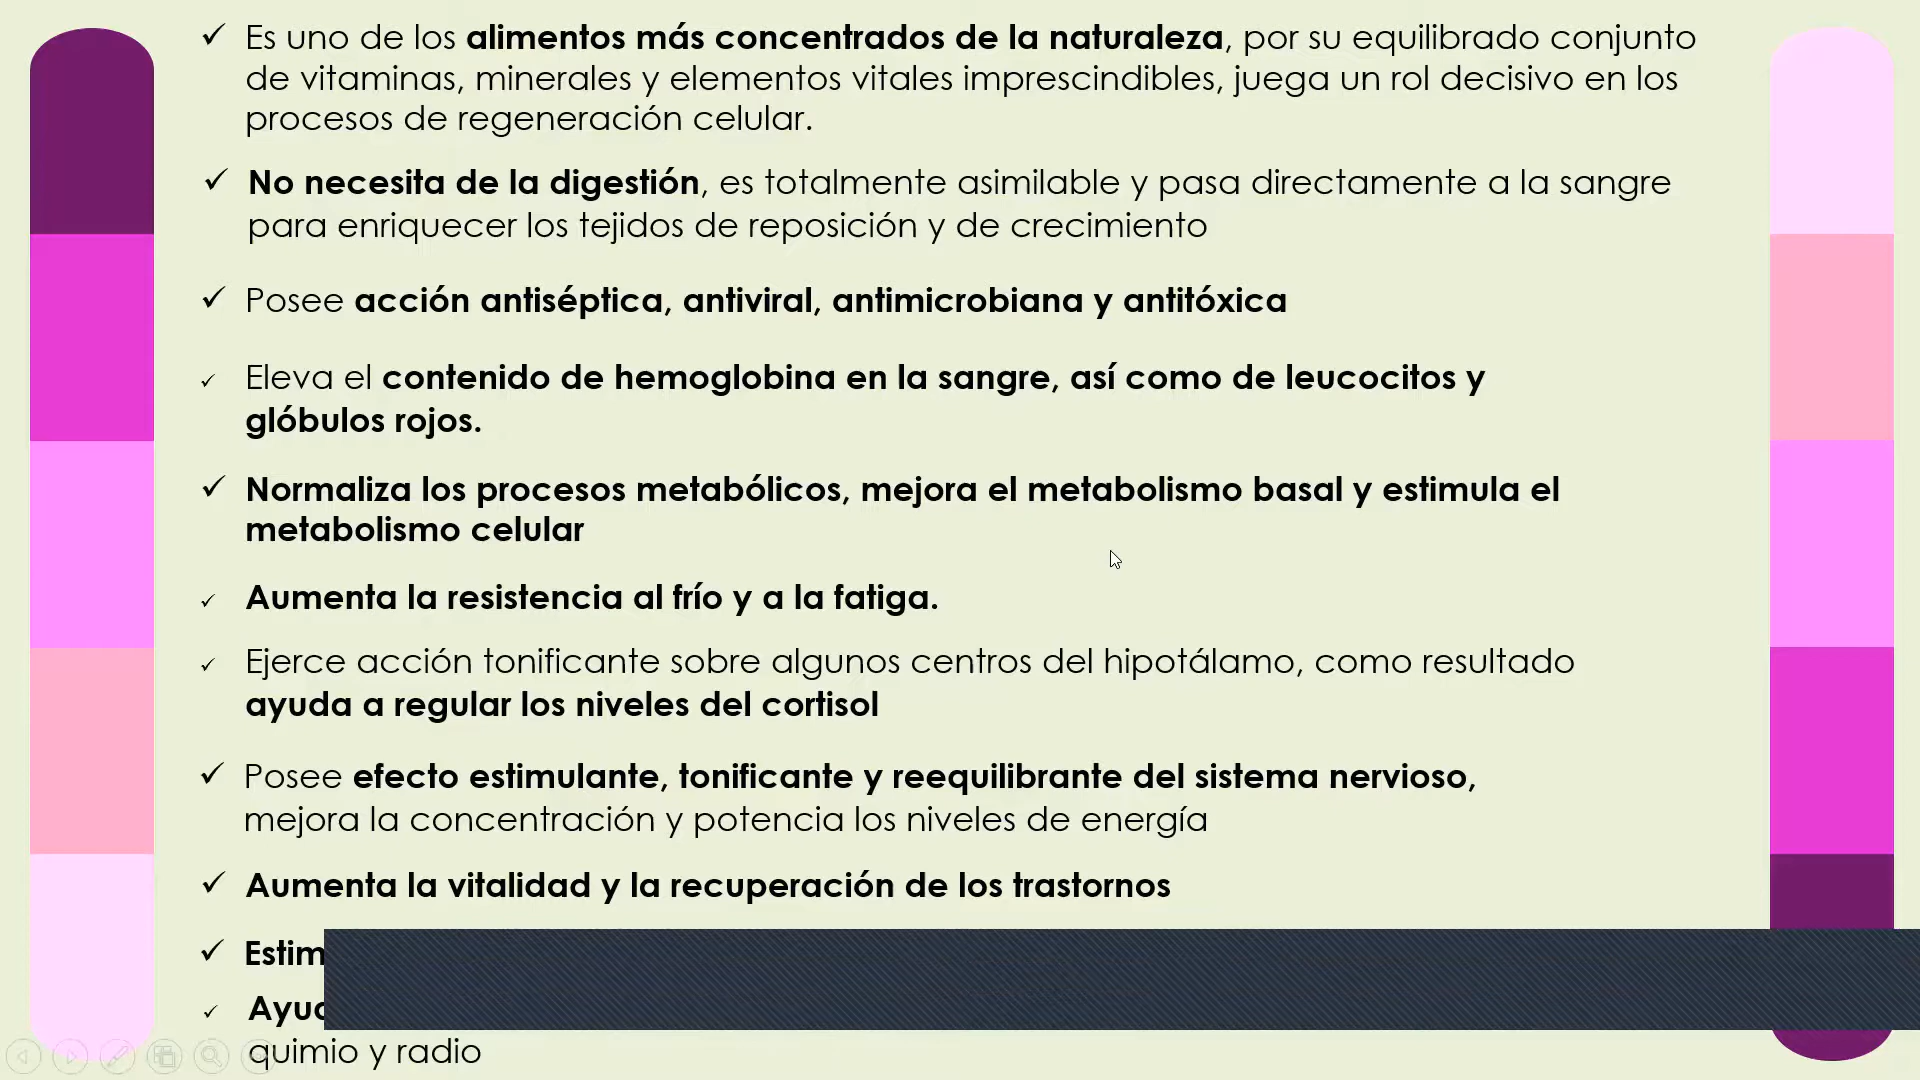 ✓ Es uno de los alimentos más concentrados de la naturaleza, por su equilibrado conjunto
de vitaminas, minerales y elementos vitales imprescindibles, juega un rol decisivo en los
procesos de regeneración celular.
✓ No necesita de la digestión, es totalmente asimilable y pasa directamente a la sangre
para enriquecer los tejidos de reposición y de crecimiento
✓ Posee acción antiséptica, antiviral, antimicrobiana y antitóxica
✓ Eleva el contenido de hemoglobina en la sangre, así como de leucocitos y
glóbulos rojos.
✓ Normaliza los procesos metabólicos, mejora el metabolismo basal y estimula el
metabolismo celular
✓ Aumenta la resistencia al frío y a la fatiga.
✓ Ejerce acción tonificante sobre algunos centros del hipotálamo, como resultado
ayuda a regular los niveles del cortisol
✓ Posee efecto estimulante, tonificante y reequilibrante del sistema nervioso,
mejora la concentración y potencia los niveles de energía
✓ Aumenta la vitalidad y la recuperación de los trastornos
✓
✓
quimio y radio